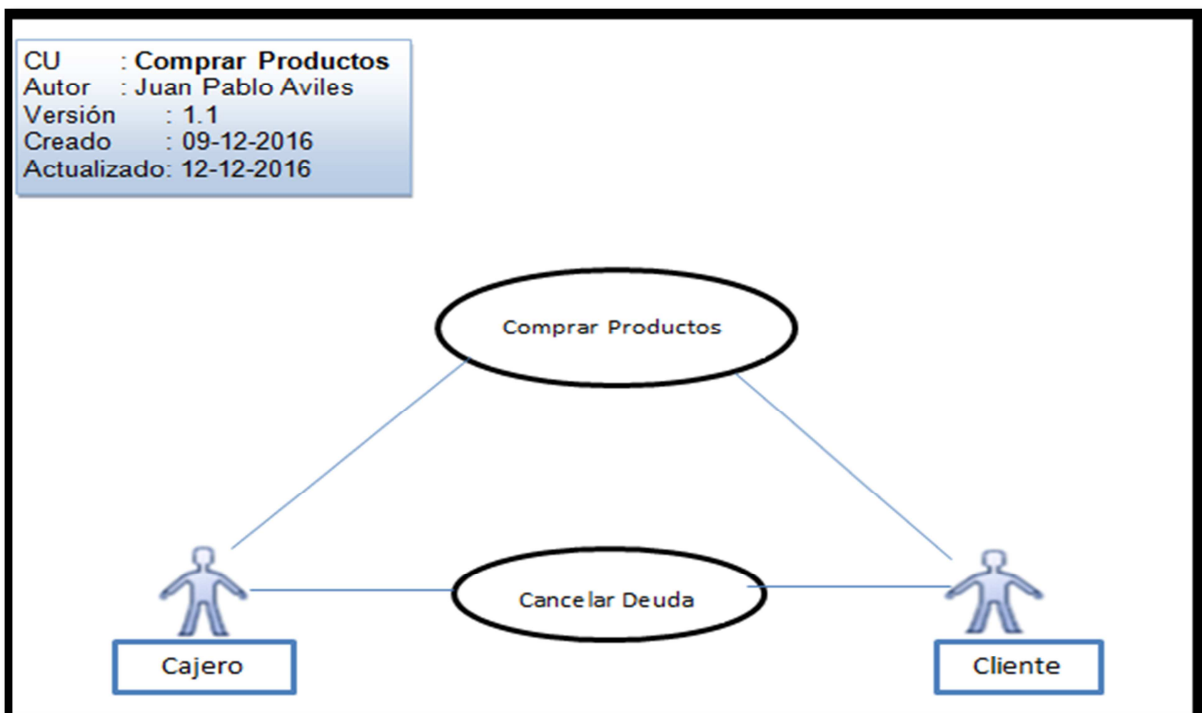 CU : Comprar Productos
Autor : Juan Pablo Aviles
Versión : 1.1
Creado : 09-12-2016
Actualizado: 12-12-2016
Comprar Productos
Cancelar Deuda
Cajero
Cliente